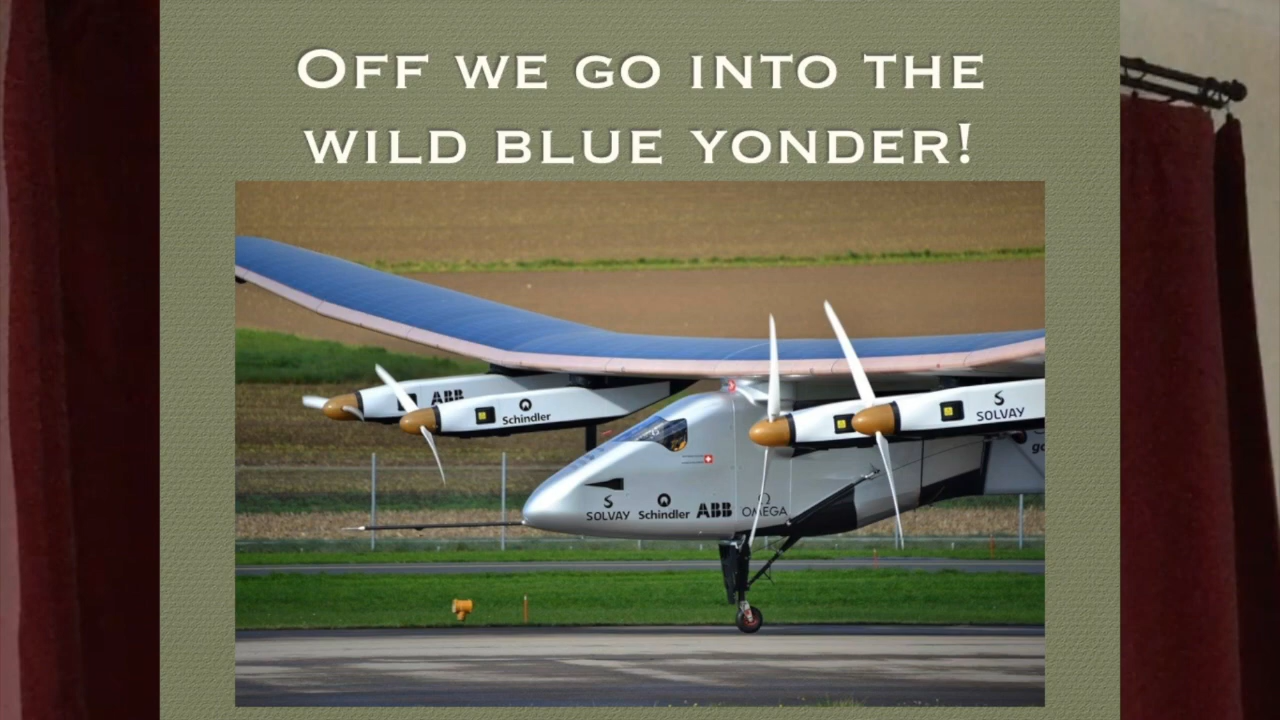 Off we go into the
wild blue yonder!
ABB
Schindler
SOLVAY
SOLVAY Schindler ABB OMEGA